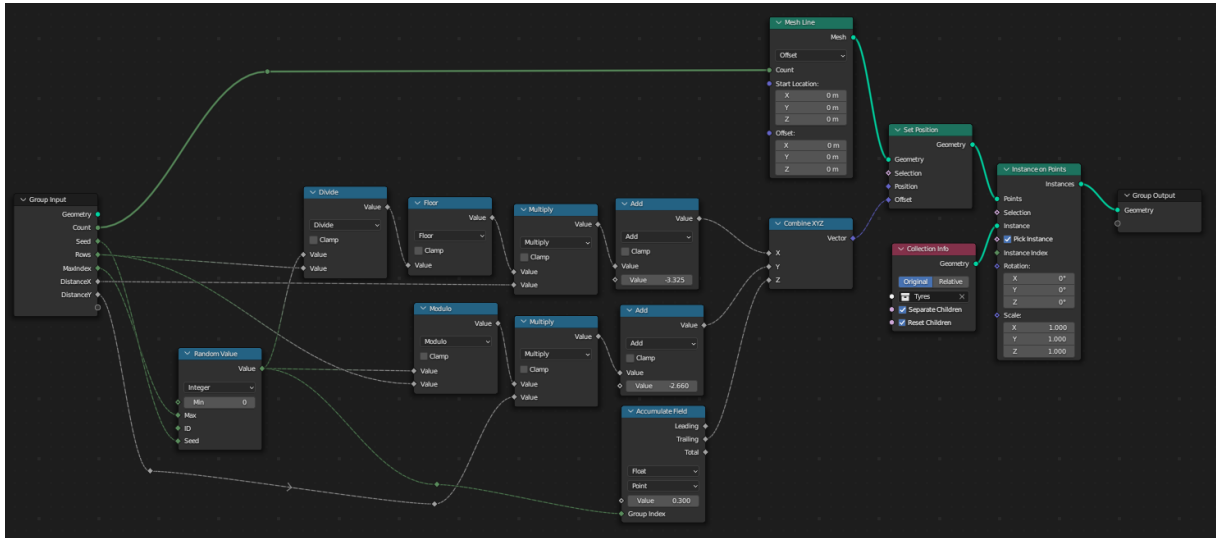 Group Input
Geometry
Count
Seed
Rows
MaxIndex
DistanceX
DistanceY
Random Value
Value
Integer
Min 0
Max
ID
Seed
Divide
Value
Divide
Clamp
Value
Value
Floor
Value
Floor
Clamp
Value
Multiply
Value
Multiply
Clamp
Value
Value
Add
Value
Add
Clamp
Value
Value -3.325
Modulo
Value
Modulo
Clamp
Value
Value
Multiply
Value
Multiply
Clamp
Value
Value
Add
Value
Add
Clamp
Value
Value -2.660
Accumulate Field
Leading
Trailing
Total
Float
Point
Value 0.300
Group Index
Mesh Line
Mesh
Offset
Count
Start Location:
X 0 m
Y 0 m
Z 0 m
Offset:
X 0 m
Y 0 m
Z 0 m
Combine XYZ
Vector
X
Y
Z
Set Position
Geometry
Geometry
Selection
Position
Offset
Collection Info
Geometry
Original Relative
Tyres
Separate Children
Reset Children
Instance on Points
Instances
Points
Selection
Instance
Pick Instance
Instance Index
Rotation:
X 0°
Y 0°
Z 0°
Scale:
X 1.000
Y 1.000
Z 1.000
Group Output
Geometry